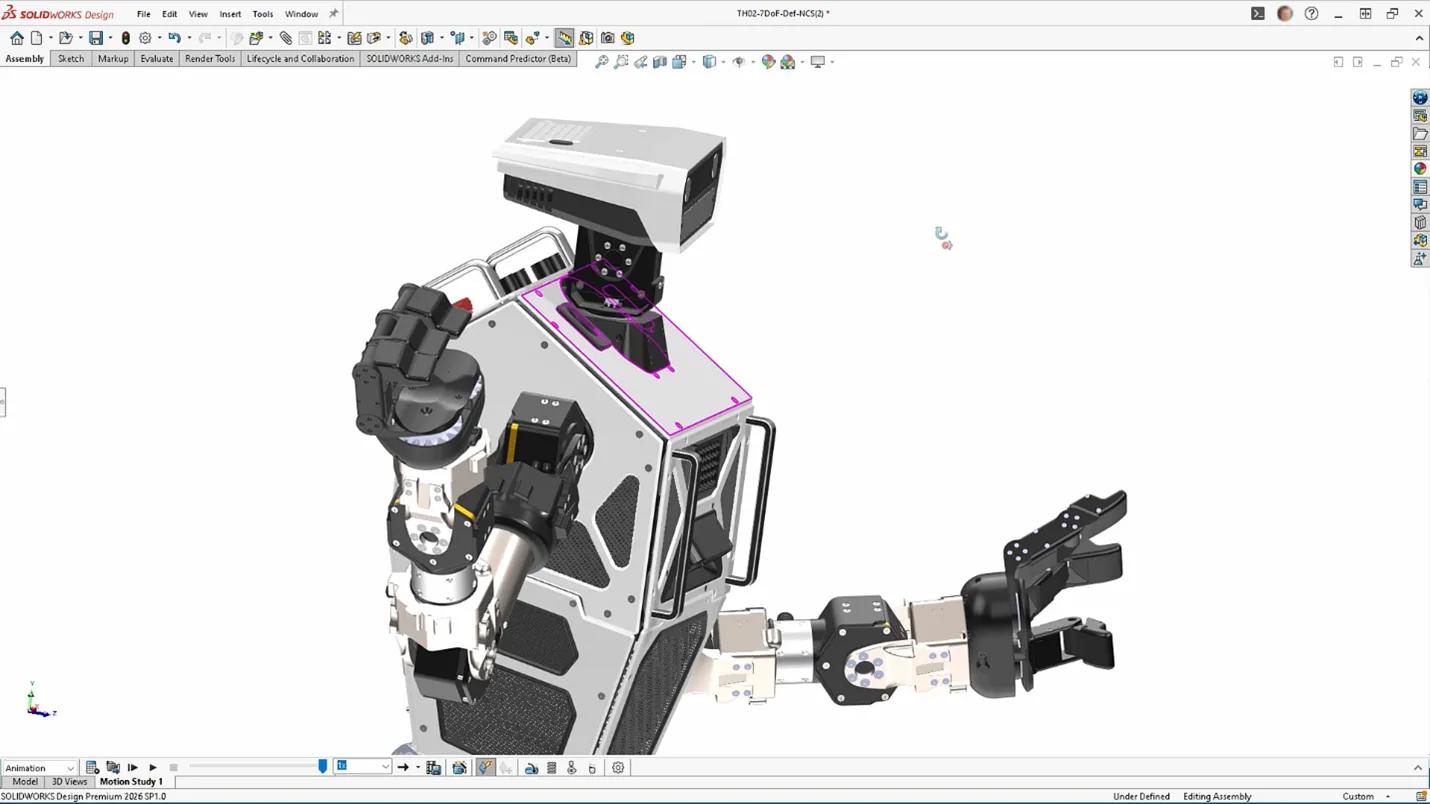 SOLIDWORKS Design File Edit View Insert Tools Window TH02-7DoF-Def-NCS(2) *
Assembly Sketch Markup Evaluate Render Tools Lifecycle and Collaboration SOLIDWORKS Add-Ins Command Predictor (Beta)
Y
Z
Animation 1x
Model 3D Views Motion Study 1
SOLIDWORKS Design Premium 2026 SP1.0 Under Defined Editing Assembly Custom